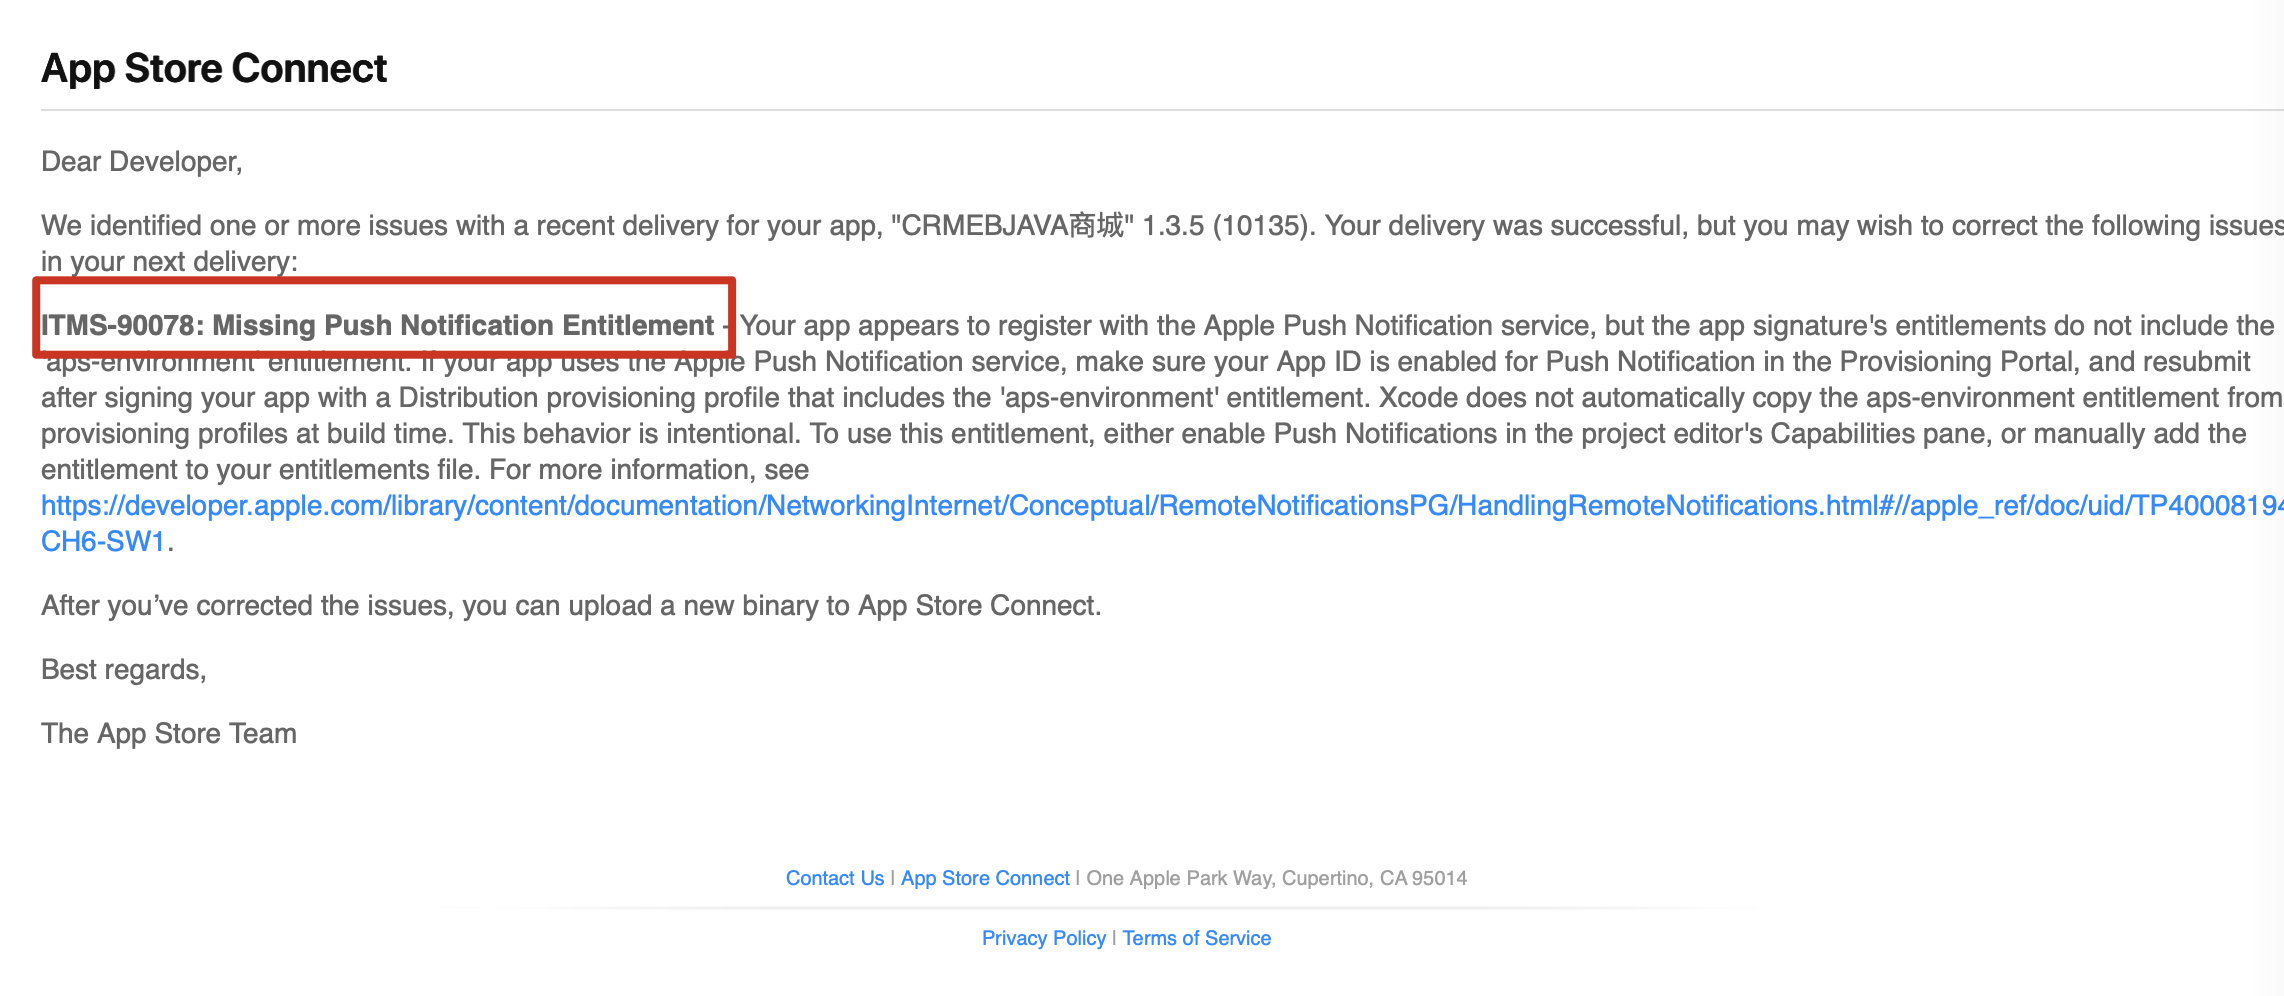 App Store Connect
Dear Developer,
We identified one or more issues with a recent delivery for your app, "CRMEBJAVA商城" 1.3.5 (10135). Your delivery was successful, but you may wish to correct the following issues
in your next delivery:
ITMS-90078: Missing Push Notification Entitlement - Your app appears to register with the Apple Push Notification service, but the app signature's entitlements do not include the
'aps-environment' entitlement. If your app uses the Apple Push Notification service, make sure your App ID is enabled for Push Notification in the Provisioning Portal, and resubmit
after signing your app with a Distribution provisioning profile that includes the 'aps-environment' entitlement. Xcode does not automatically copy the aps-environment entitlement from
provisioning profiles at build time. This behavior is intentional. To use this entitlement, either enable Push Notifications in the project editor's Capabilities pane, or manually add the
entitlement to your entitlements file. For more information, see
https://developer.apple.com/library/content/documentation/NetworkingInternet/Conceptual/RemoteNotificationsPG/HandlingRemoteNotifications.html#//apple_ref/doc/uid/TP40008194
CH6-SW1.
After you’ve corrected the issues, you can upload a new binary to App Store Connect.
Best regards,
The App Store Team
Contact Us | App Store Connect | One Apple Park Way, Cupertino, CA 95014
Privacy Policy | Terms of Service